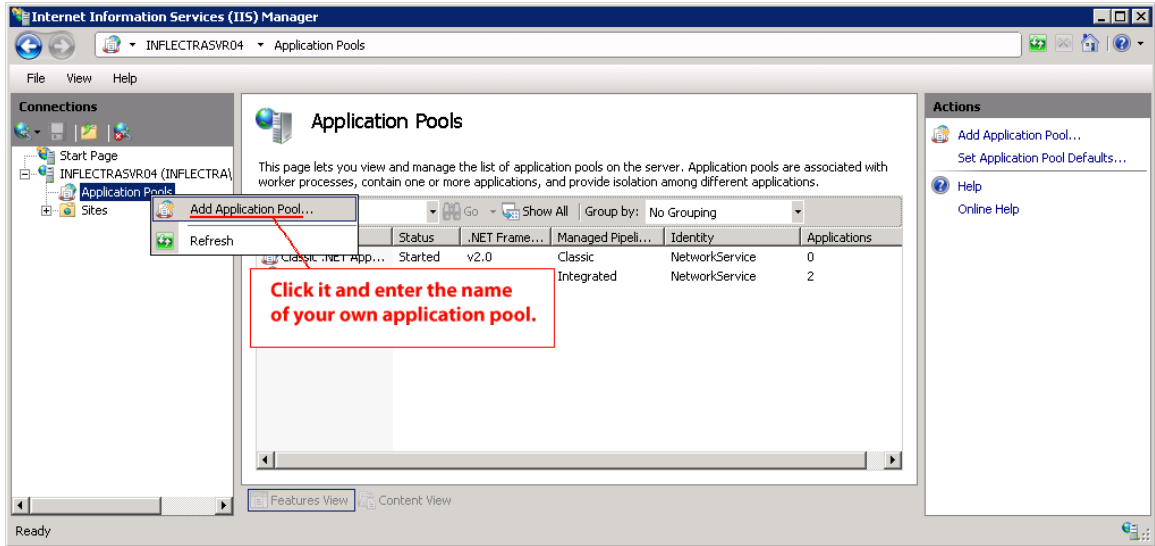 Internet Information Services (IIS) Manager
INFLECTRASVR04 Application Pools
File View Help
Connections
Start Page
INFLECTRASVR04 (INFLECTRA\
Application Pools
Sites
Add Application Pool...
Refresh
Application Pools
This page lets you view and manage the list of application pools on the server. Application pools are associated with
worker processes, contain one or more applications, and provide isolation among different applications.
Go Show All Group by: No Grouping
Status .NET Frame... Managed Pipeli... Identity Applications
Classic .NET App... Started v2.0 Classic NetworkService 0
Integrated NetworkService 2
Click it and enter the name
of your own application pool.
Features View Content View
Actions
Add Application Pool...
Set Application Pool Defaults...
Help
Online Help
Ready